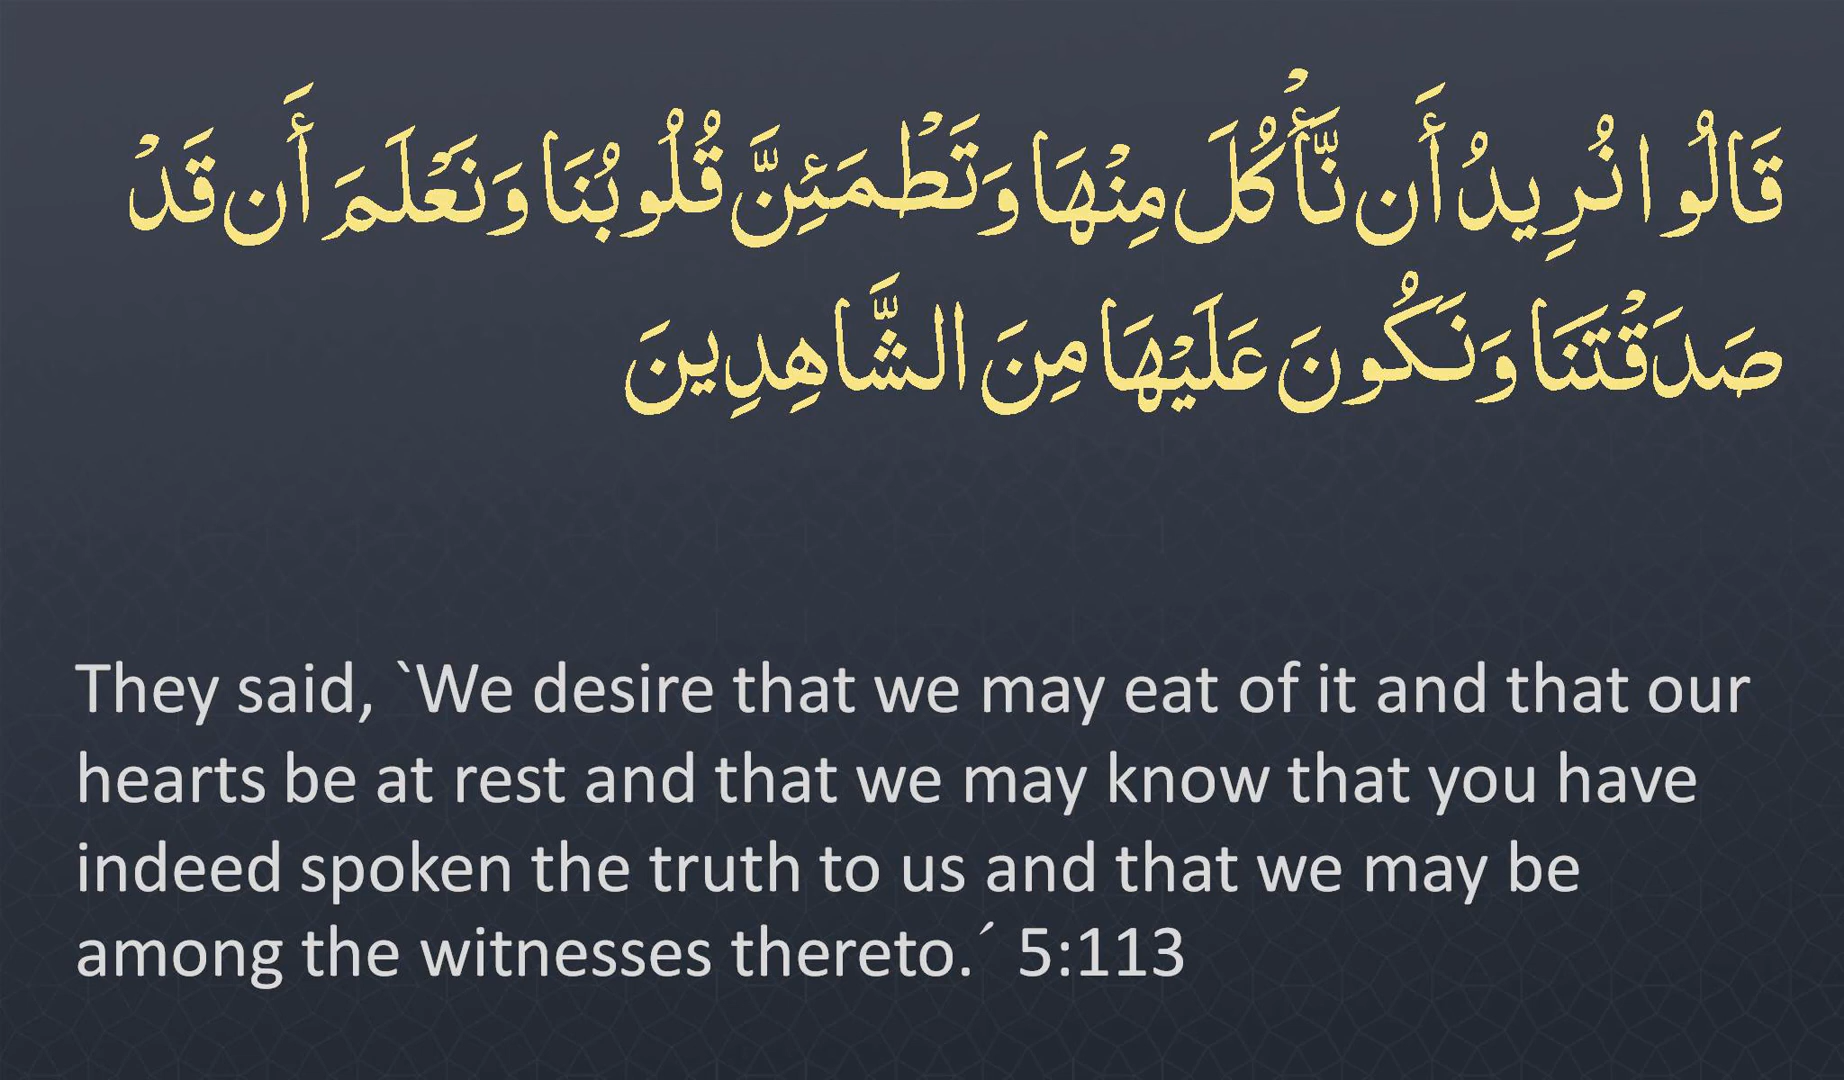 قَالُوا نُرِيدُ أَن نَّأْكُلَ مِنْهَا وَتَطْمَئِنَّ قُلُوبُنَا وَنَعْلَمَ أَن قَدْ
صَدَقْتَنَا وَنَكُونَ عَلَيْهَا مِنَ الشَّاهِدِينَ
They said, `We desire that we may eat of it and that our
hearts be at rest and that we may know that you have
indeed spoken the truth to us and that we may be
among the witnesses thereto.´ 5:113